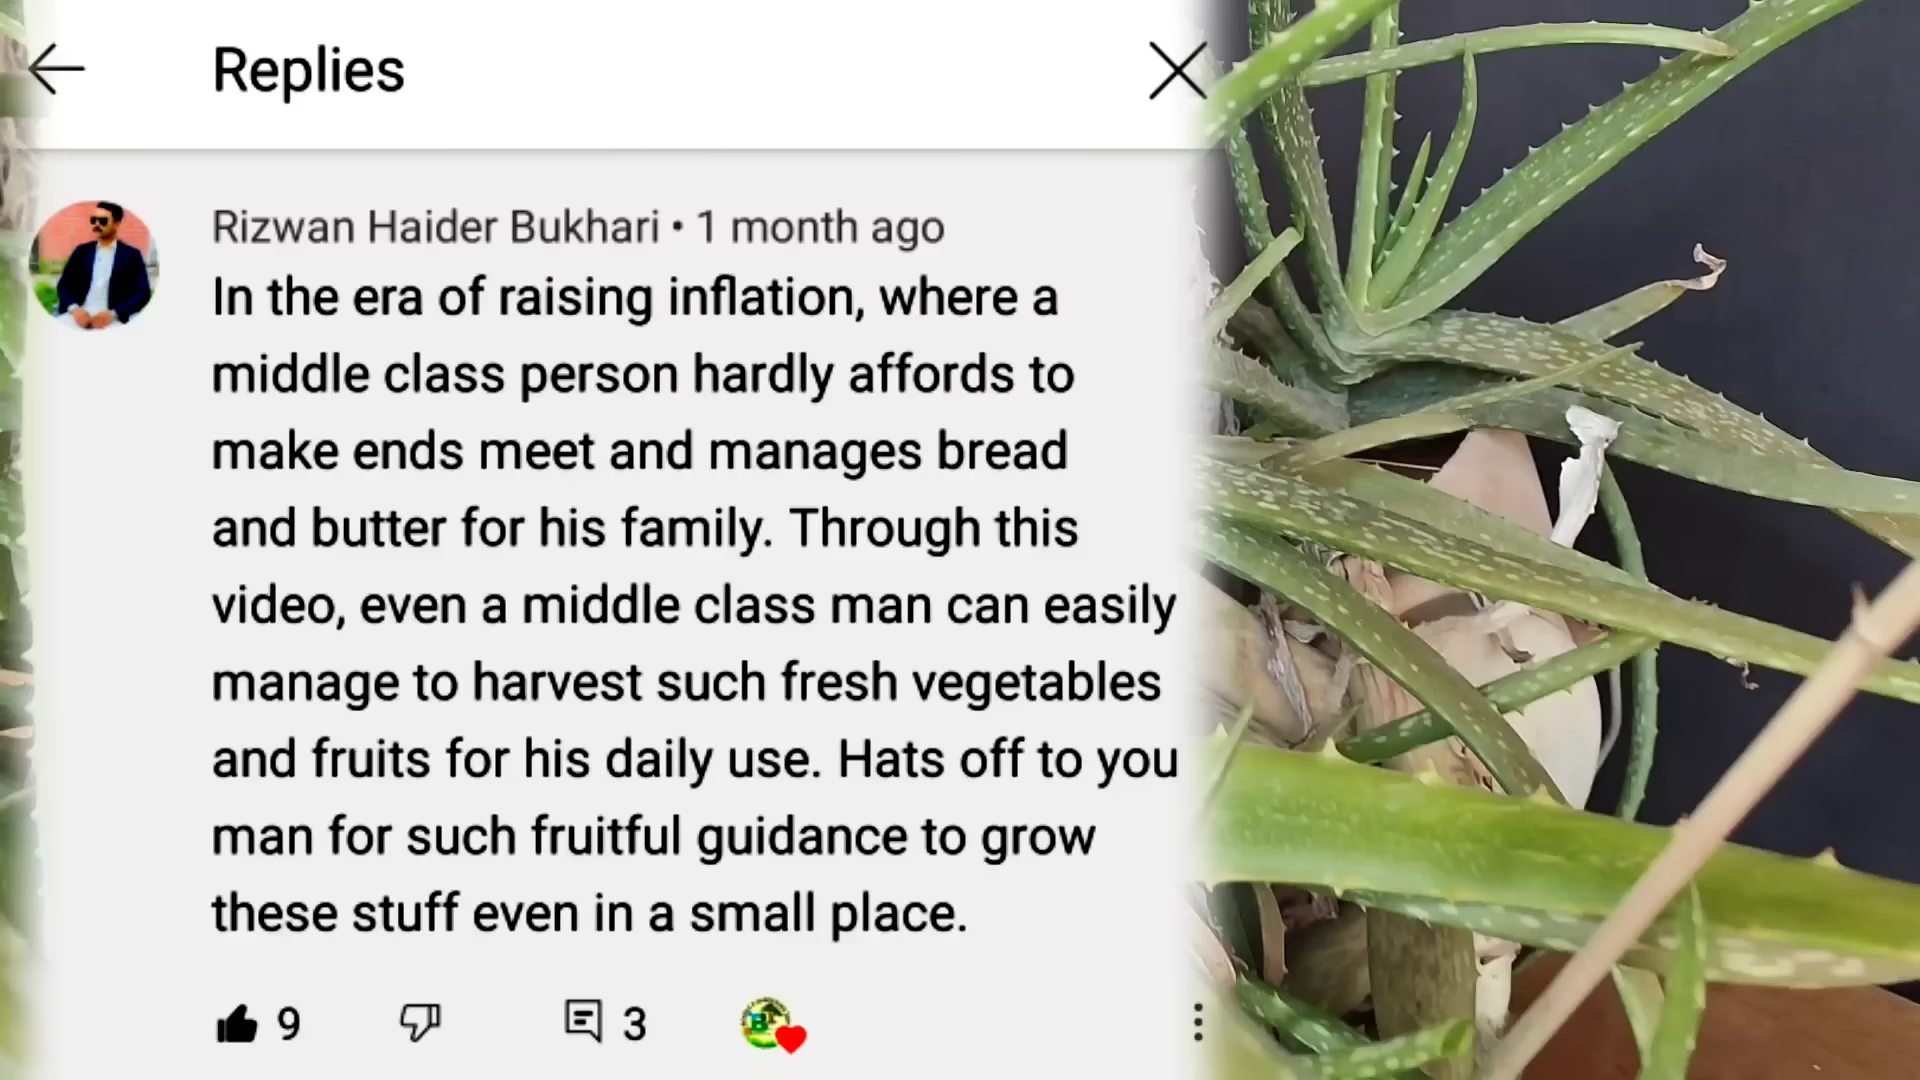 Replies
Rizwan Haider Bukhari • 1 month ago
In the era of raising inflation, where a
middle class person hardly affords to
make ends meet and manages bread
and butter for his family. Through this
video, even a middle class man can easily
manage to harvest such fresh vegetables
and fruits for his daily use. Hats off to you
man for such fruitful guidance to grow
these stuff even in a small place.
9 3